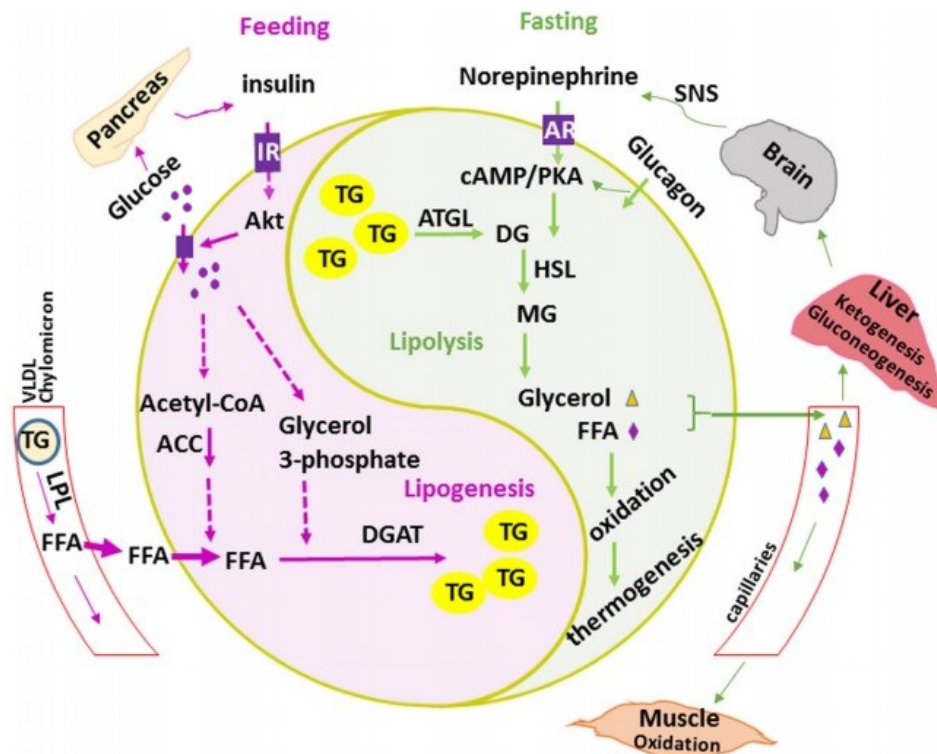 Feeding
Fasting
insulin
Norepinephrine
SNS
Pancreas
IR
AR
Brain
Glucose
Glucagon
cAMP/PKA
TG
Akt
ATGL
TG
DG
TG
HSL
MG
Liver
Ketogenesis
Gluconeogenesis
Lipolysis
VLDL
Chylomicron
Acetyl-CoA
Glycerol
Glycerol
3-phosphate
FFA
TG
ACC
LPL
Lipogenesis
oxidation
FFA
FFA
FFA
DGAT
TG
TG
TG
thermogenesis
capillaries
Muscle
Oxidation